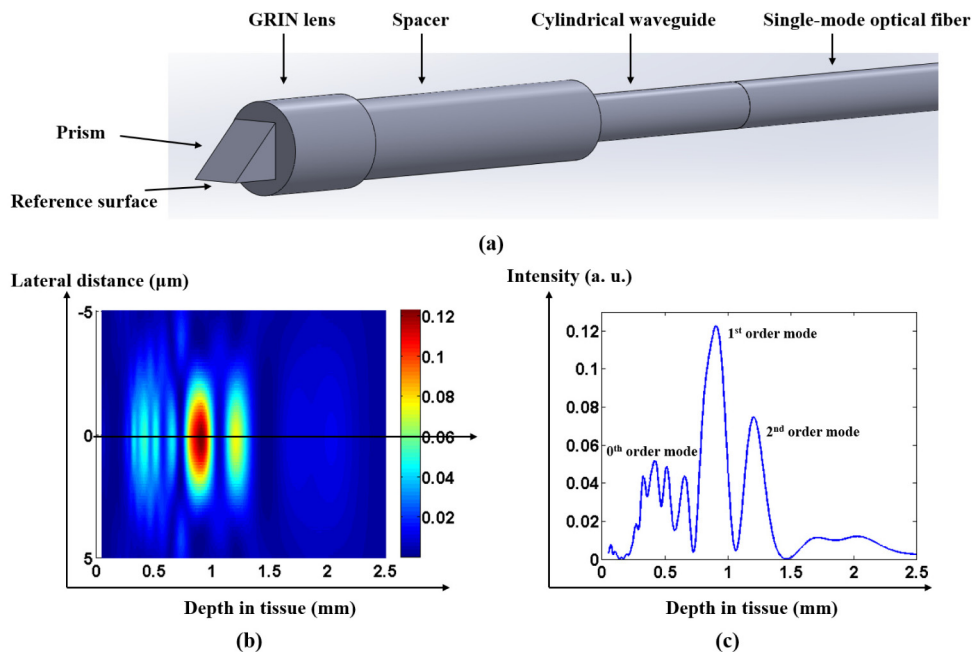 GRIN lens Spacer Cylindrical waveguide Single-mode optical fiber
Prism
Reference surface
(a)
Lateral distance (µm)
-5
0
5
0 0.5 1 1.5 2 2.5
0.12
0.1
0.08
0.06
0.04
0.02
Depth in tissue (mm)
(b)
Intensity (a. u.)
0.12
0.1
0.08
0.06
0.04
0.02
0
0 0.5 1 1.5 2 2.5
1st order mode
2nd order mode
0th order mode
Depth in tissue (mm)
(c)